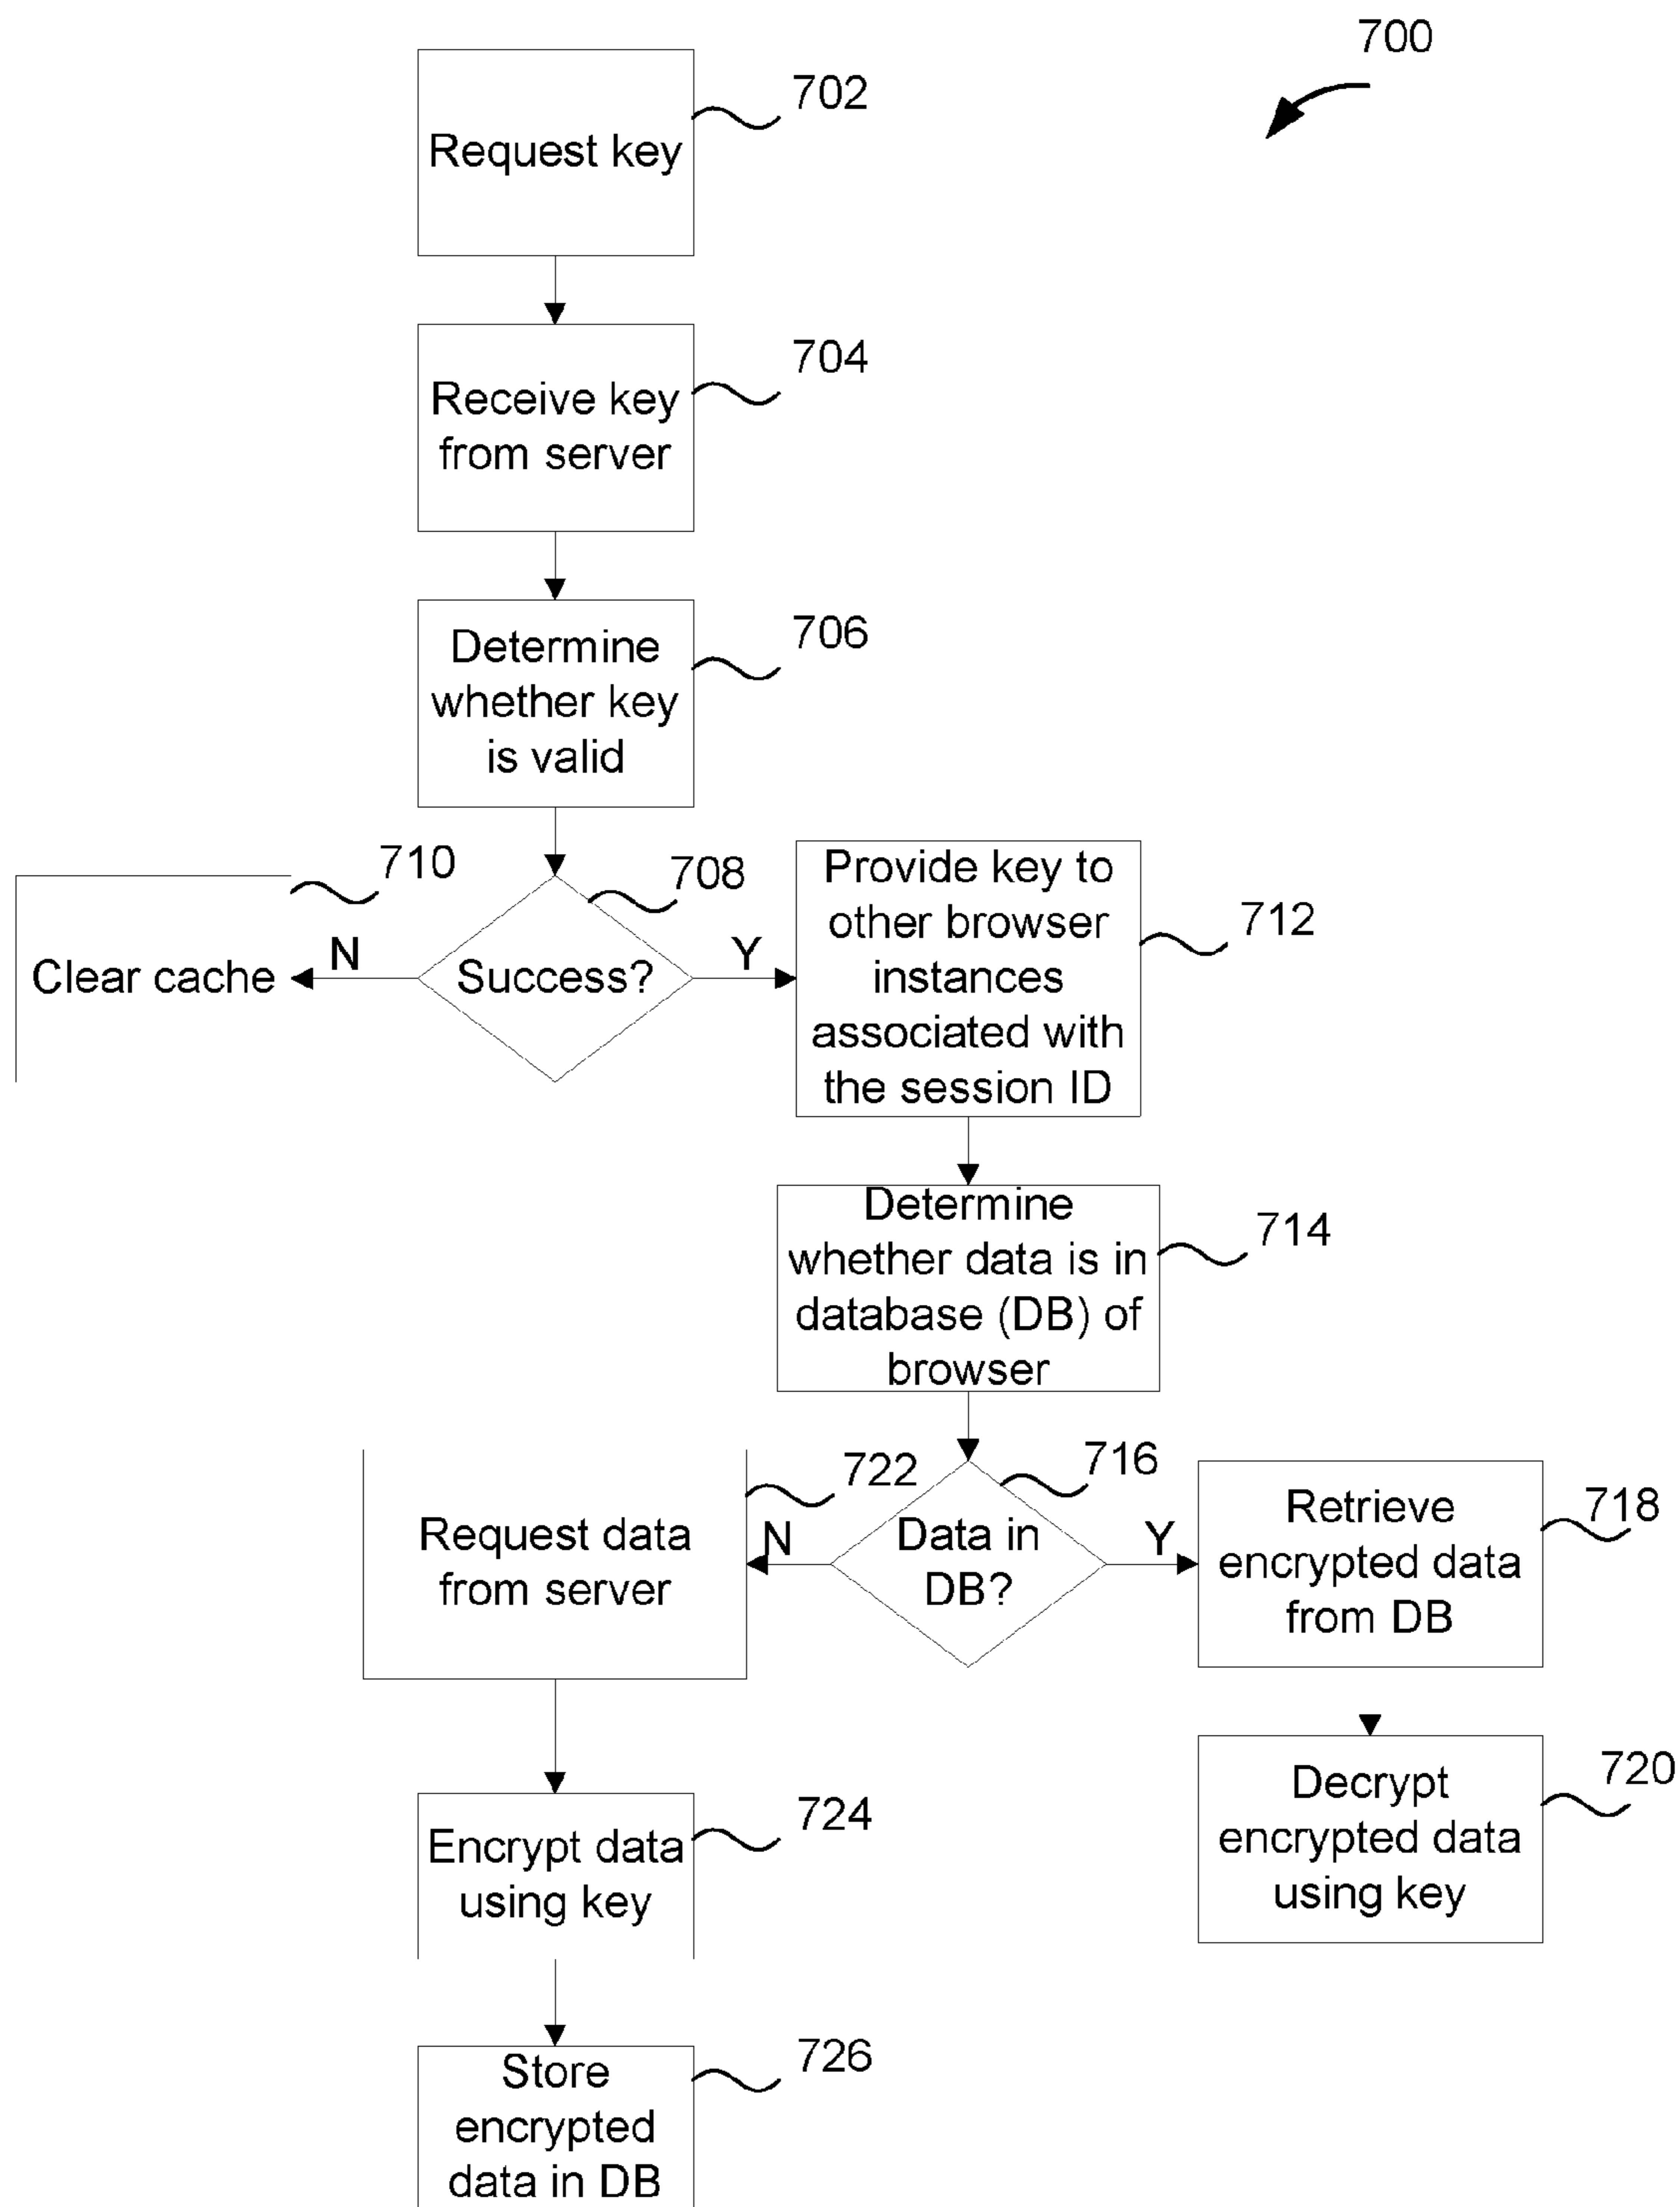 700
702
Request key
704
Receive key
from server
706
Determine
whether key
is valid
710
708
712
Clear cache
N
Success?
Y
Provide key to
other browser
instances
associated with
the session ID
714
Determine
whether data is in
database (DB) of
browser
722
716
718
Request data
from server
N
Data in
DB?
Y
Retrieve
encrypted data
from DB
720
Decrypt
encrypted data
using key
724
Encrypt data
using key
726
Store
encrypted
data in DB